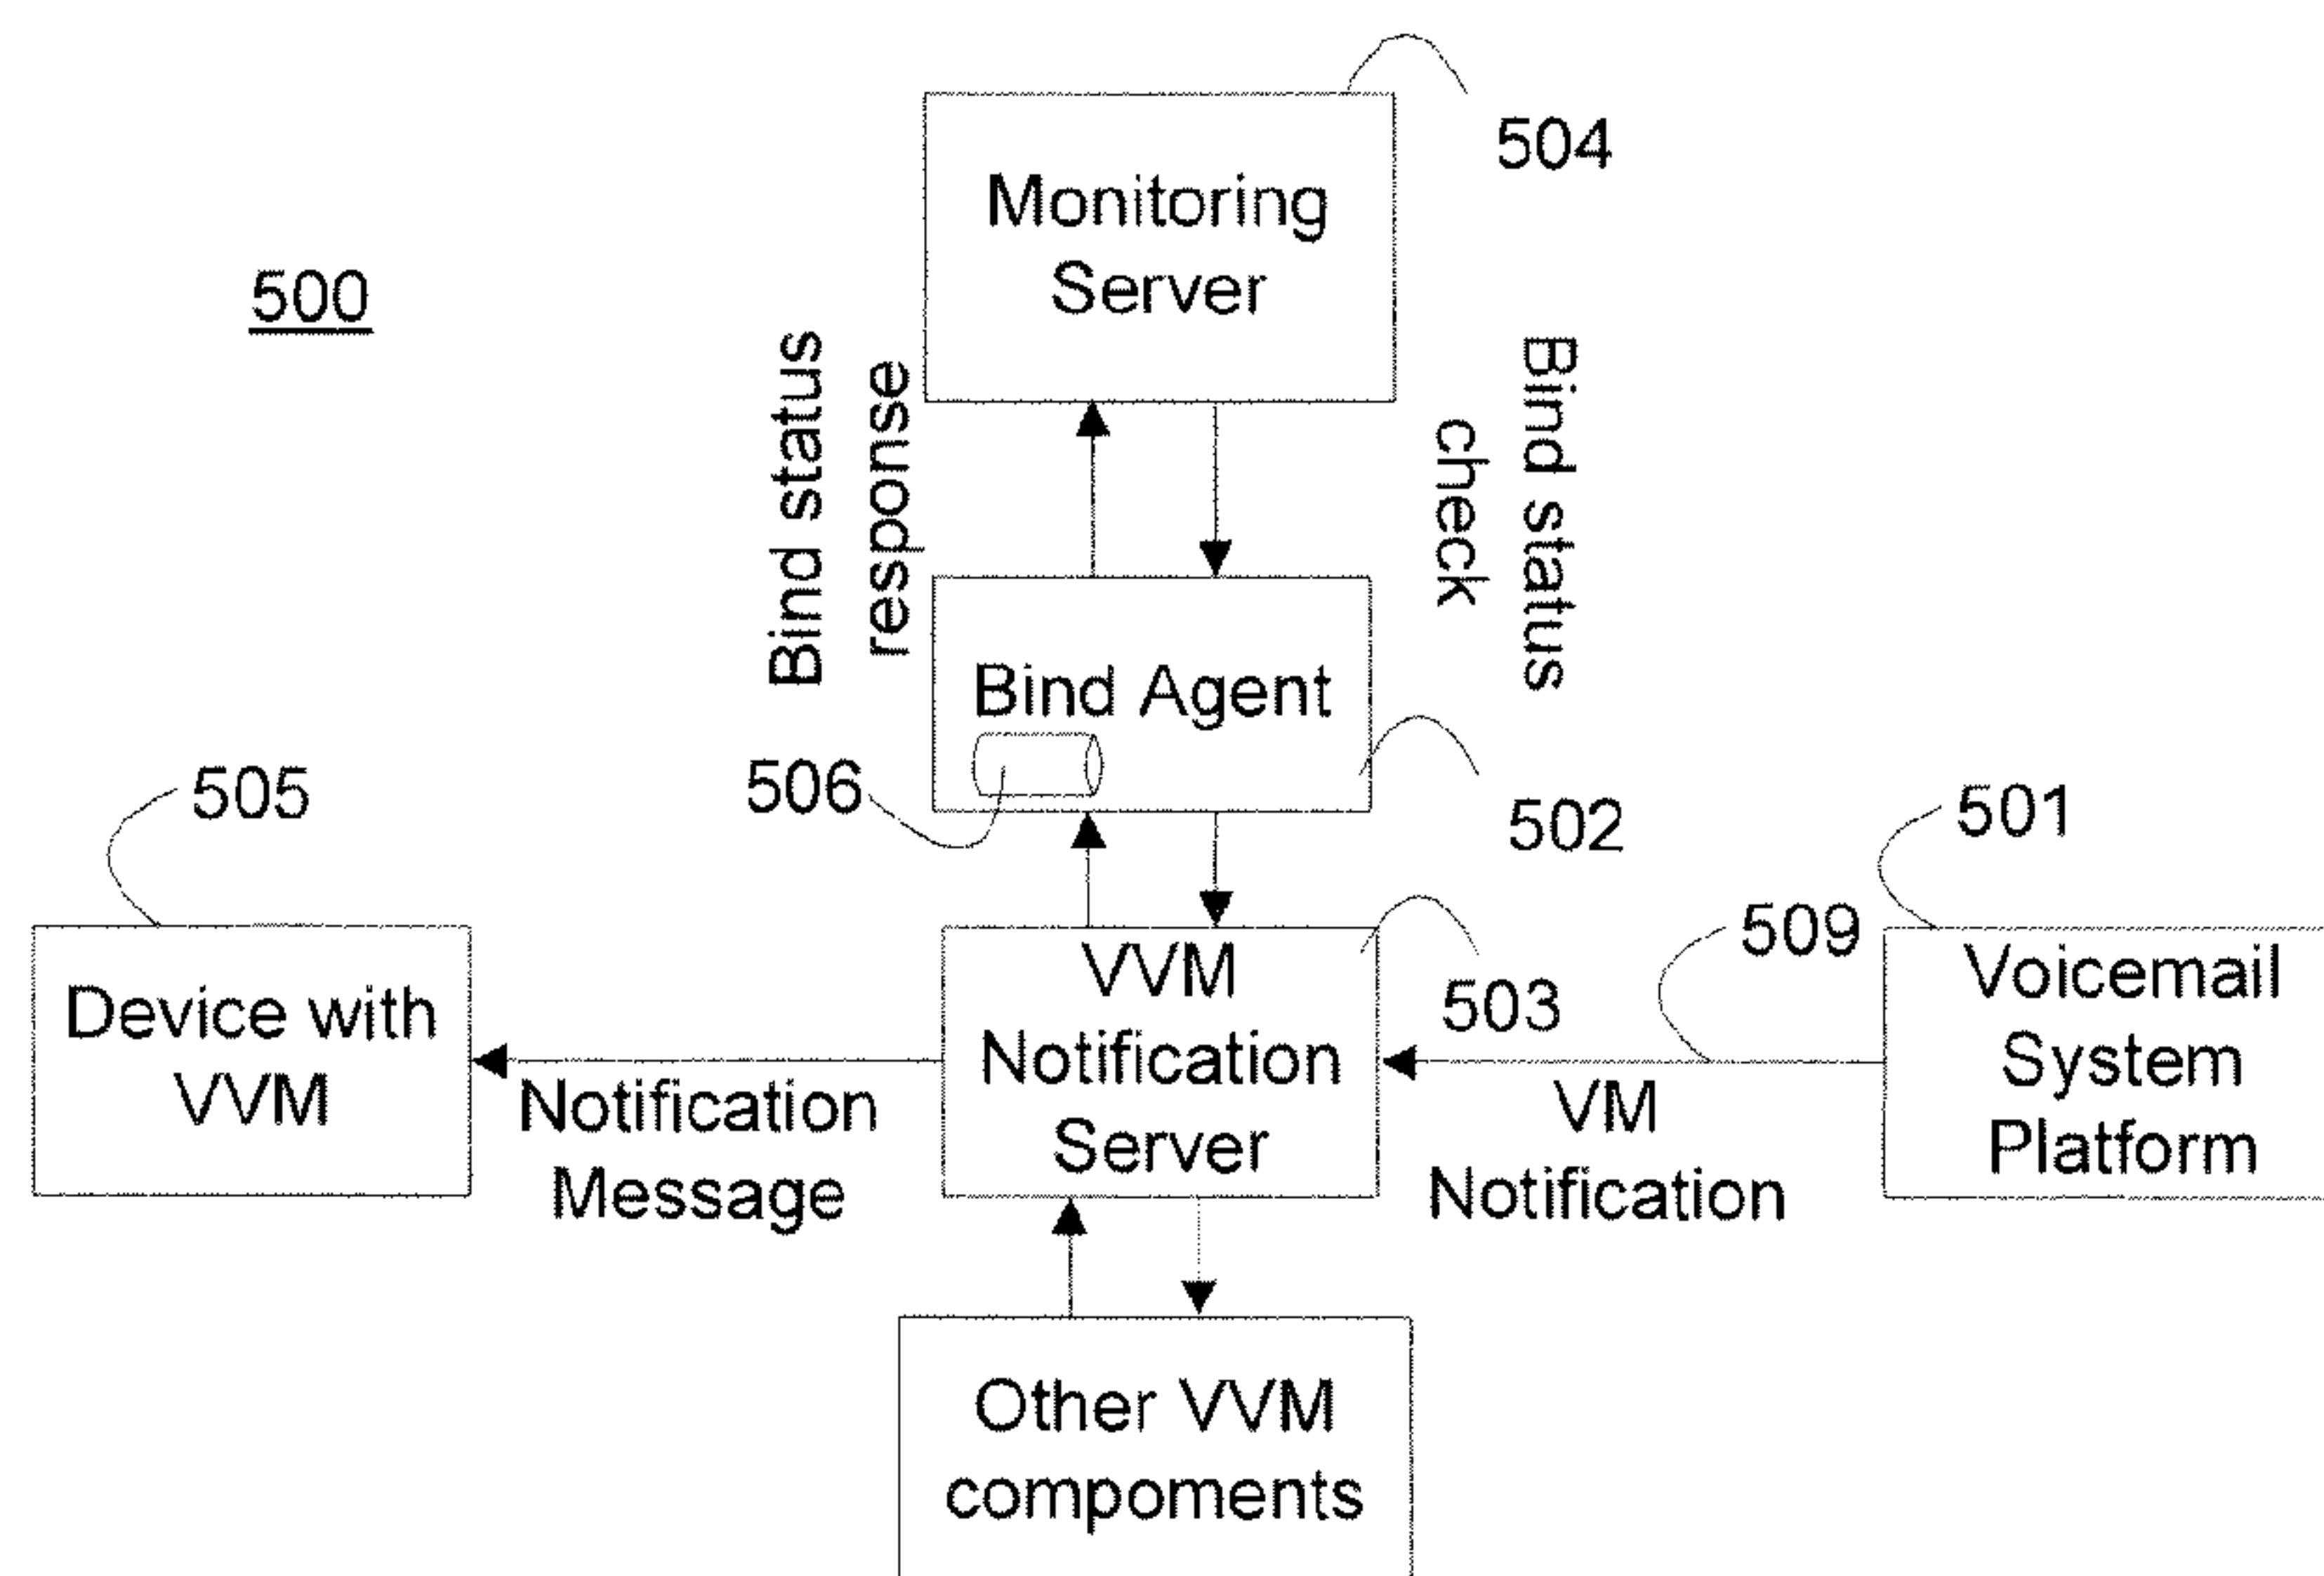 504
Monitoring
Server
500
Bind status
response
Bind status
check
Bind Agent
506
502
505
501
509
Device with
VVM
VVM
Notification
Server
503
Voicemail
System
Platform
Notification
Message
VM
Notification
Other VVM
compoments